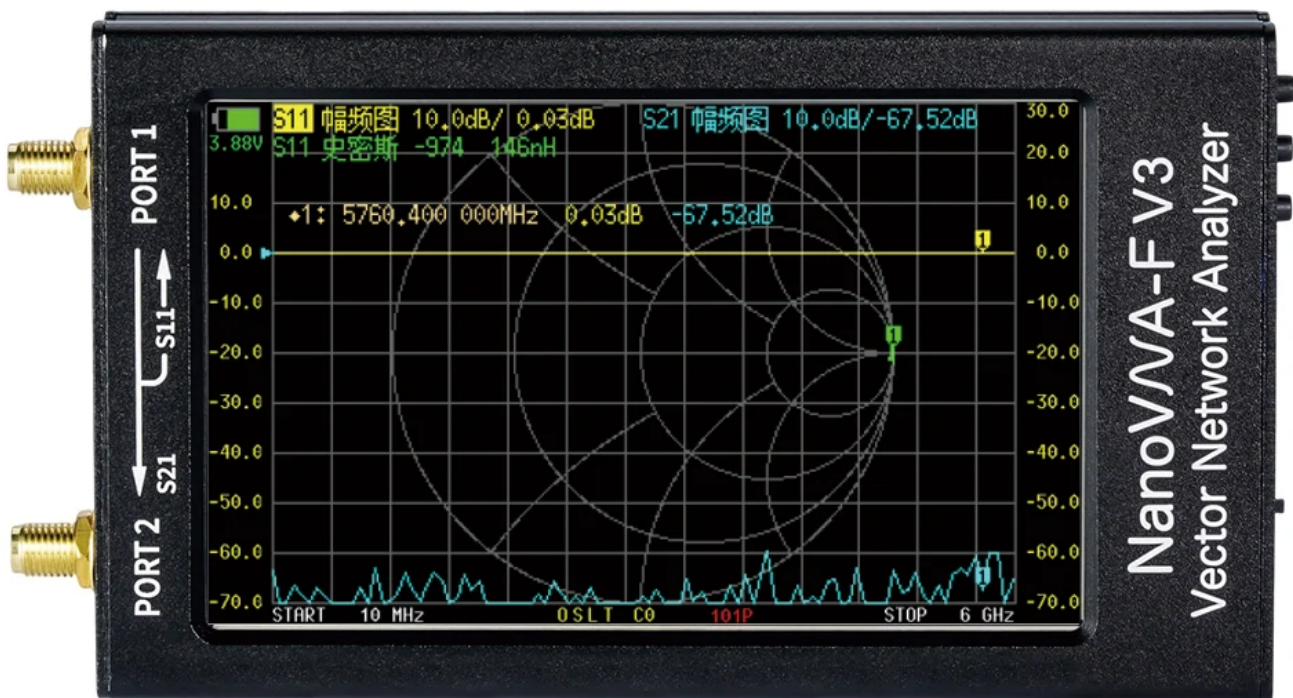 PORT 1
S11
S21
PORT 2
3.88V
S11 幅频图 10.0dB/ 0.03dB
S21 幅频图 10.0dB/-67.52dB
S11 史密斯 -974 146nH
◆1: 5760.400 000MHz 0.03dB -67.52dB
10.0
0.0
-10.0
-20.0
-30.0
-40.0
-50.0
-60.0
-70.0
1
1
1
30.0
20.0
10.0
0.0
-10.0
-20.0
-30.0
-40.0
-50.0
-60.0
-70.0
START 10 MHz OSLT C0 101P STOP 6 GHz
NanoVNA-F V3
Vector Network Analyzer